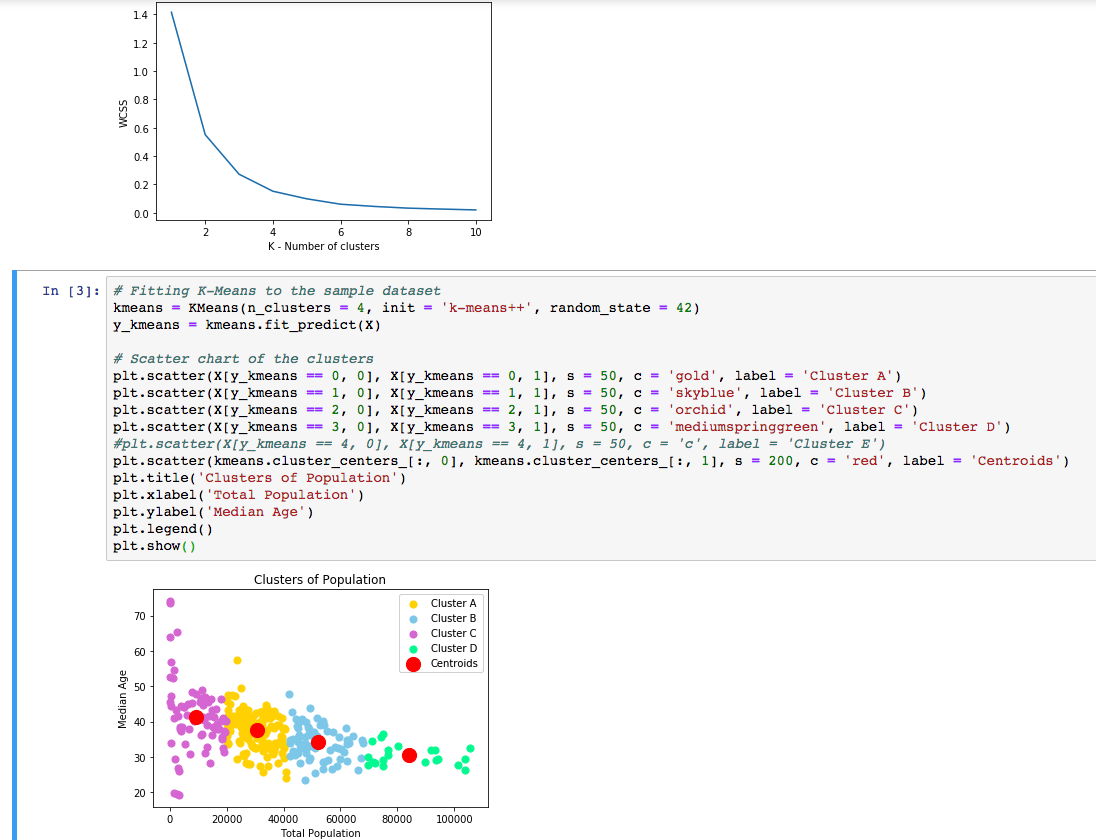 1.4
1.2
1.0
0.8
0.6
0.4
0.2
0.0
WCSS
2 4 6 8 10
K - Number of clusters
In [3]:
# Fitting K-Means to the sample dataset
kmeans = KMeans(n_clusters = 4, init = 'k-means++', random_state = 42)
y_kmeans = kmeans.fit_predict(X)
# Scatter chart of the clusters
plt.scatter(X[y_kmeans == 0, 0], X[y_kmeans == 0, 1], s = 50, c = 'gold', label = 'Cluster A')
plt.scatter(X[y_kmeans == 1, 0], X[y_kmeans == 1, 1], s = 50, c = 'skyblue', label = 'Cluster B')
plt.scatter(X[y_kmeans == 2, 0], X[y_kmeans == 2, 1], s = 50, c = 'orchid', label = 'Cluster C')
plt.scatter(X[y_kmeans == 3, 0], X[y_kmeans == 3, 1], s = 50, c = 'mediumspringgreen', label = 'Cluster D')
#plt.scatter(X[y_kmeans == 4, 0], X[y_kmeans == 4, 1], s = 50, c = 'c', label = 'Cluster E')
plt.scatter(kmeans.cluster_centers_[:, 0], kmeans.cluster_centers_[:, 1], s = 200, c = 'red', label = 'Centroids')
plt.title('Clusters of Population')
plt.xlabel('Total Population')
plt.ylabel('Median Age')
plt.legend()
plt.show()
Clusters of Population
Cluster A
Cluster B
Cluster C
Cluster D
Centroids
70
60
50
40
30
20
Median Age
0 20000 40000 60000 80000 100000
Total Population